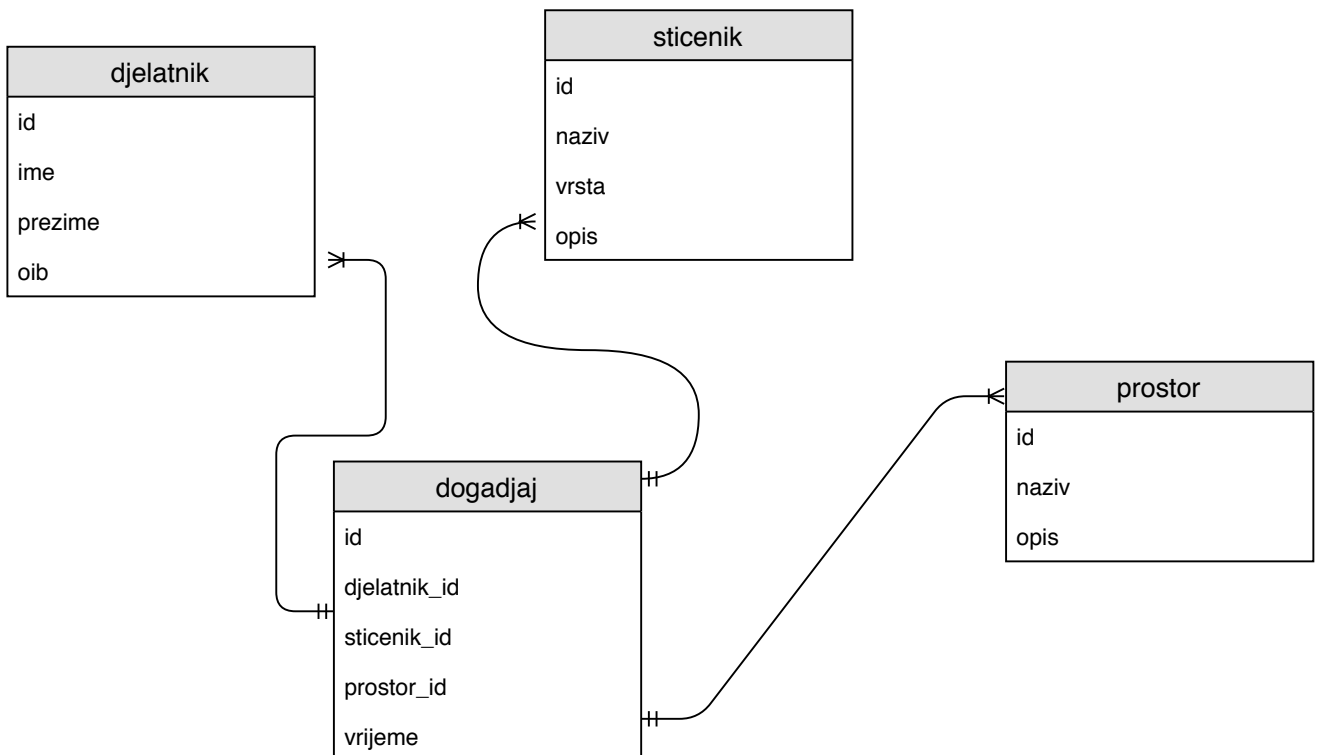 djelatnik
id
ime
prezime
oib
sticenik
id
naziv
vrsta
opis
prostor
id
naziv
opis
dogadjaj
id
djelatnik_id
sticenik_id
prostor_id
vrijeme